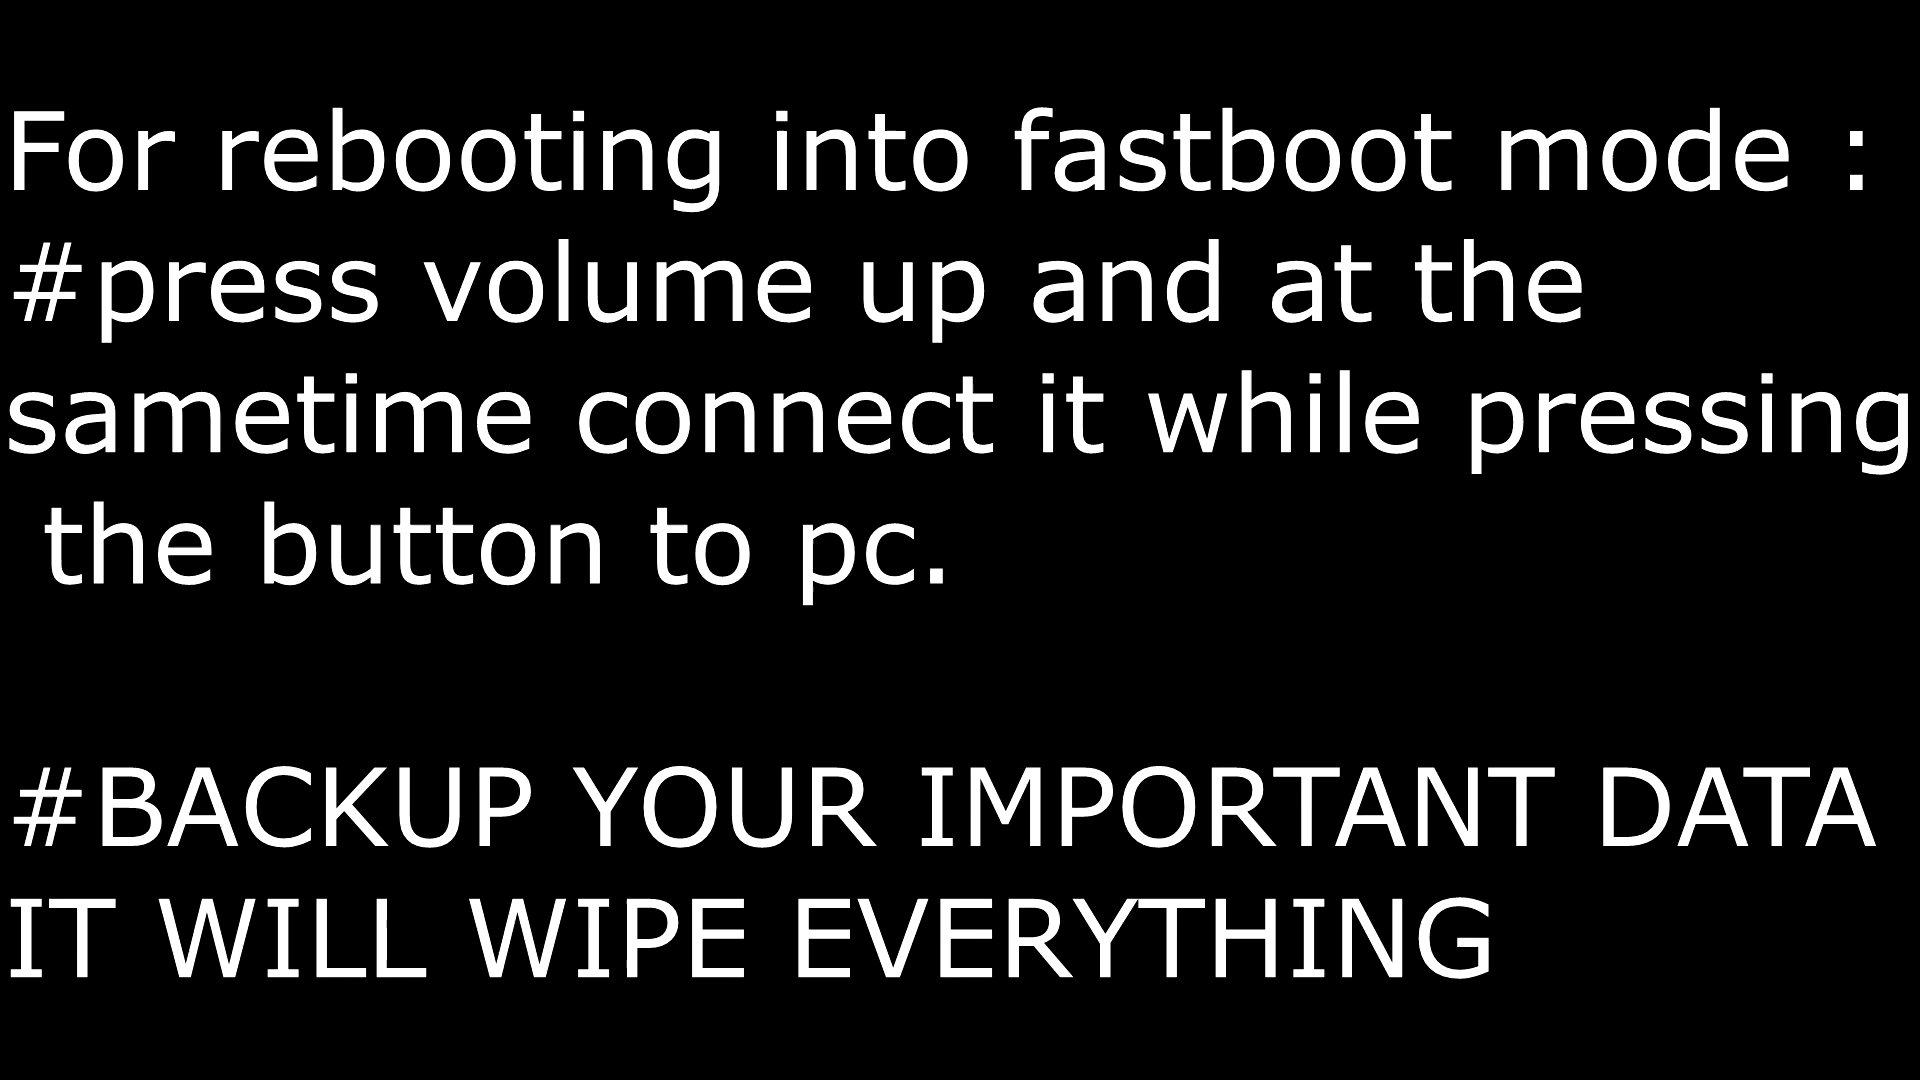 For rebooting into fastboot mode :
#press volume up and at the
sametime connect it while pressing
the button to pc.
#BACKUP YOUR IMPORTANT DATA
IT WILL WIPE EVERYTHING